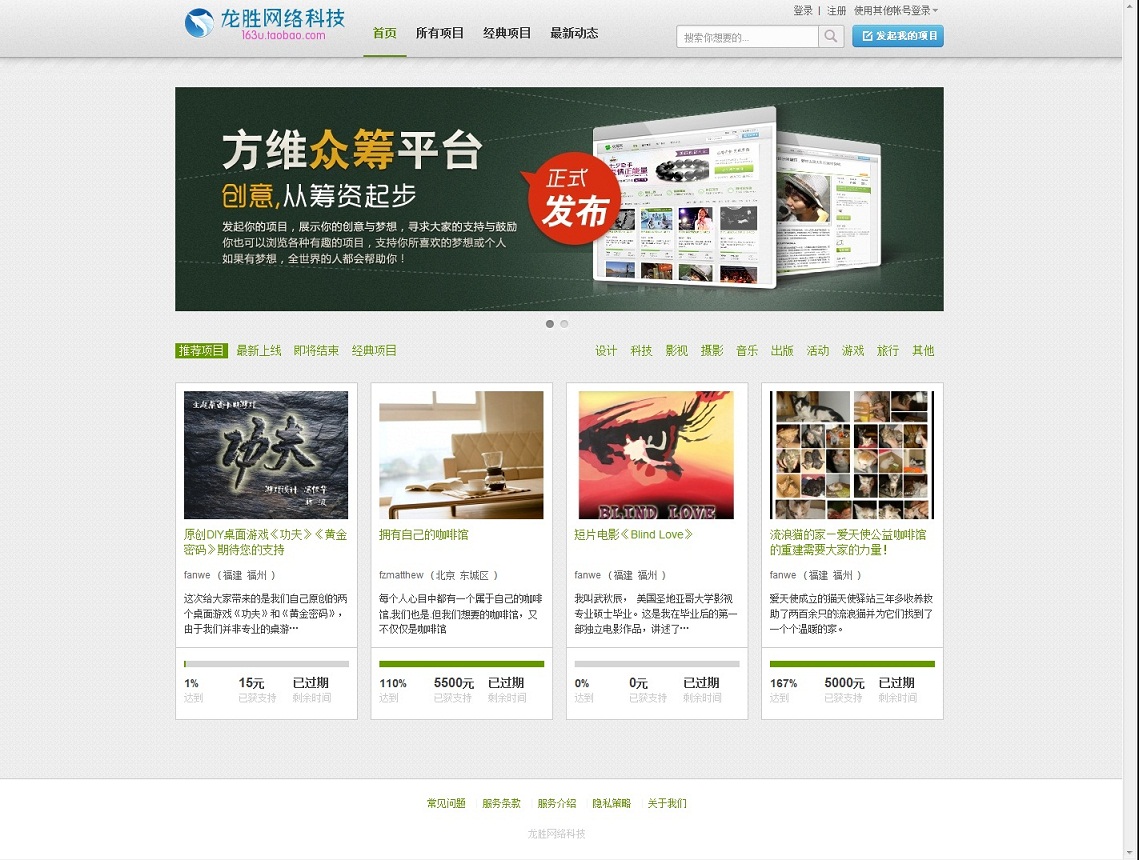 龙胜网络科技
163u.taobao.com
首页 所有项目 经典项目 最新动态
登录 | 注册 使用其他帐号登录
搜索你想要的...
发起我的项目
方维众筹平台
创意,从筹资起步
发起你的项目，展示你的创意与梦想，寻求大家的支持与鼓励
你也可以浏览各种有趣的项目，支持你所喜欢的梦想或个人
如果有梦想，全世界的人都会帮助你！
正式
发布
推荐项目 最新上线 即将结束 经典项目
设计 科技 影视 摄影 音乐 出版 活动 游戏 旅行 其他
功夫
BLIND LOVE
原创DIY桌面游戏《功夫》《黄金
密码》期待您的支持
fanwe （福建 福州 ）
这次给大家带来的是我们自己原创的两
个桌面游戏《功夫》和《黄金密码》，
由于我们并非专业的桌游…
1% 15元 已过期
达到 已获支持 剩余时间
拥有自己的咖啡馆
fzmatthew （北京 东城区 ）
每个人心目中都有一个属于自己的咖啡
馆,我们也是.但我们想要的咖啡馆，又
不仅仅是咖啡馆
110% 5500元 已过期
达到 已获支持 剩余时间
短片电影《Blind Love》
fanwe （福建 福州 ）
我叫武秋辰， 美国圣地亚哥大学影视
专业硕士毕业。这是我在毕业后的第一
部独立电影作品，讲述了…
0% 0元 已过期
达到 已获支持 剩余时间
流浪猫的家—爱天使公益咖啡馆
的重建需要大家的力量！
fanwe （福建 福州 ）
爱天使成立的猫天使驿站三年多收养救
助了两百余只的流浪猫并为它们找到了
一个个温暖的家。
167% 5000元 已过期
达到 已获支持 剩余时间
常见问题 服务条款 服务介绍 隐私策略 关于我们
龙胜网络科技